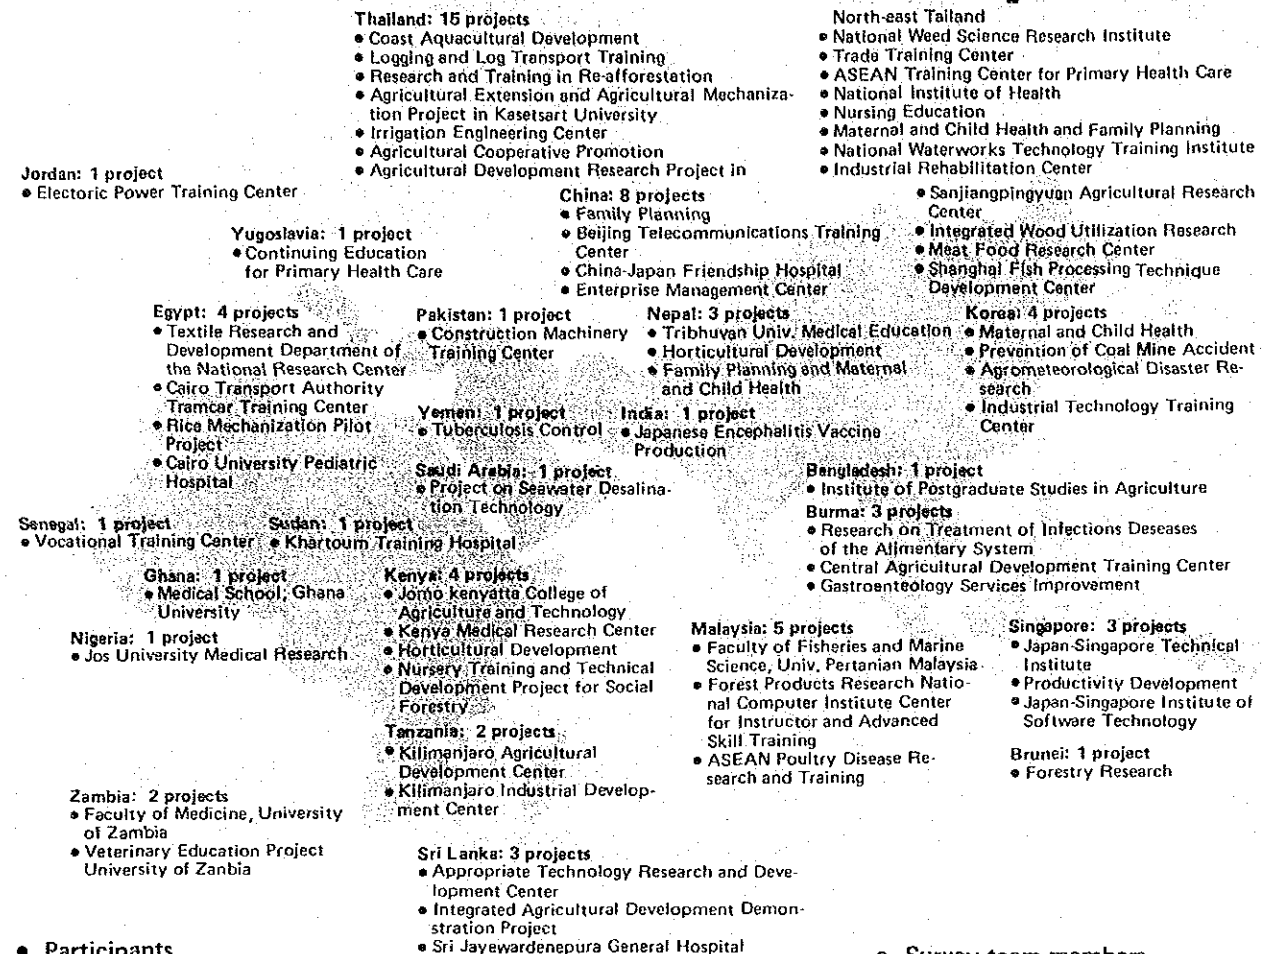 Thailand: 15 projects
• Coast Aquacultural Development
• Logging and Log Transport Training
• Research and Training in Re-afforestation
• Agricultural Extension and Agricultural Mechaniza-
tion Project in Kasetsart University
• Irrigation Engineering Center
• Agricultural Cooperative Promotion
• Agricultural Development Research Project in
North-east Tailand
• National Weed Science Research Institute
• Trade Training Center
• ASEAN Training Center for Primary Health Care
• National Institute of Health
• Nursing Education
• Maternal and Child Health and Family Planning
• National Waterworks Technology Training Institute
• Industrial Rehabilitation Center
Jordan: 1 project
• Electoric Power Training Center
China: 8 projects
• Family Planning
• Beijing Telecommunications Training
Center
• China-Japan Friendship Hospital
• Enterprise Management Center
• Sanjiangpingyuan Agricultural Research
Center
• Integrated Wood Utilization Research
• Meat Food Research Center
• Shanghai Fish Processing Technique
Development Center
Yugoslavia: 1 project
• Continuing Education
for Primary Health Care
Egypt: 4 projects
• Textile Research and
Development Department of
the National Research Center
• Cairo Transport Authority
Tramcar Training Center
• Rice Mechanization Pilot
Project
• Cairo University Pediatric
Hospital
Pakistan: 1 project
• Construction Machinery
Training Center
Nepal: 3 projects
• Tribhuvan Univ. Medical Education
• Horticultural Development
• Family Planning and Maternal
and Child Health
Korea: 4 projects
• Maternal and Child Health
• Prevention of Coal Mine Accident
• Agrometeorological Disaster Re-
search
• Industrial Technology Training
Center
Yemen: 1 project
• Tuberculosis Control
India: 1 project
• Japanese Encephalitis Vaccine
Production
Saudi Arabia: 1 project
• Project on Seawater Desalina-
tion Technology
Bangladesh: 1 project
• Institute of Postgraduate Studies in Agriculture
Burma: 3 projects
• Research on Treatment of Infections Deseases
of the Alimentary System
• Central Agricultural Development Training Center
• Gastroenteology Services Improvement
Senegal: 1 project
• Vocational Training Center
Sudan: 1 project
• Khartoum Training Hospital
Ghana: 1 project
• Medical School, Ghana
University
Nigeria: 1 project
• Jos University Medical Research
Kenya: 4 projects
• Jomo kenyatta College of
Agriculture and Technology
• Kenya Medical Research Center
• Horticultural Development
• Nursery Training and Technical
Development Project for Social
Forestry
Tanzania: 2 projects
• Kilimanjaro Agricultural
Development Center
• Kilimanjaro Industrial Develop-
ment Center
Malaysia: 5 projects
• Faculty of Fisheries and Marine
Science, Univ. Pertanian Malaysia
• Forest Products Research Natio-
nal Computer Institute Center
for Instructor and Advanced
Skill Training
• ASEAN Poultry Disease Re-
search and Training
Singapore: 3 projects
• Japan-Singapore Technical
Institute
• Productivity Development
• Japan-Singapore Institute of
Software Technology
Brunei: 1 project
• Forestry Research
Zambia: 2 projects
• Faculty of Medicine, University
of Zambia
• Veterinary Education Project
University of Zanbia
Sri Lanka: 3 projects
• Appropriate Technology Research and Deve-
lopment Center
• Integrated Agricultural Development Demon-
stration Project
• Sri Jayewardenepura General Hospital
• Participants
• Survey team members